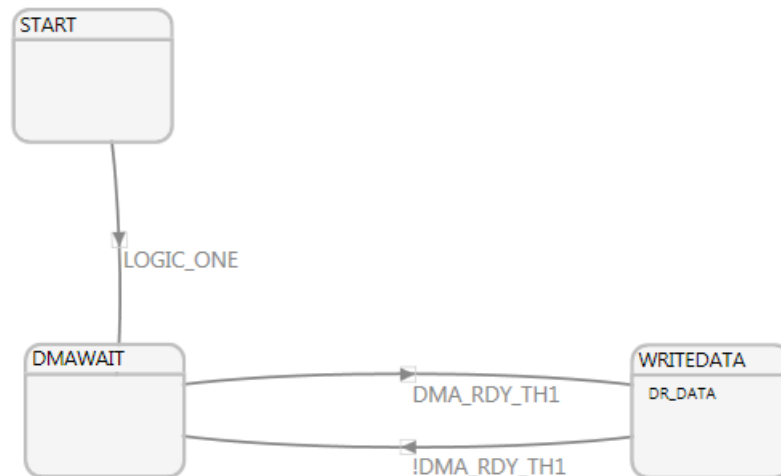 START
LOGIC_ONE
DMAWAIT
WRITEDATA
DR_DATA
DMA_RDY_TH1
!DMA_RDY_TH1